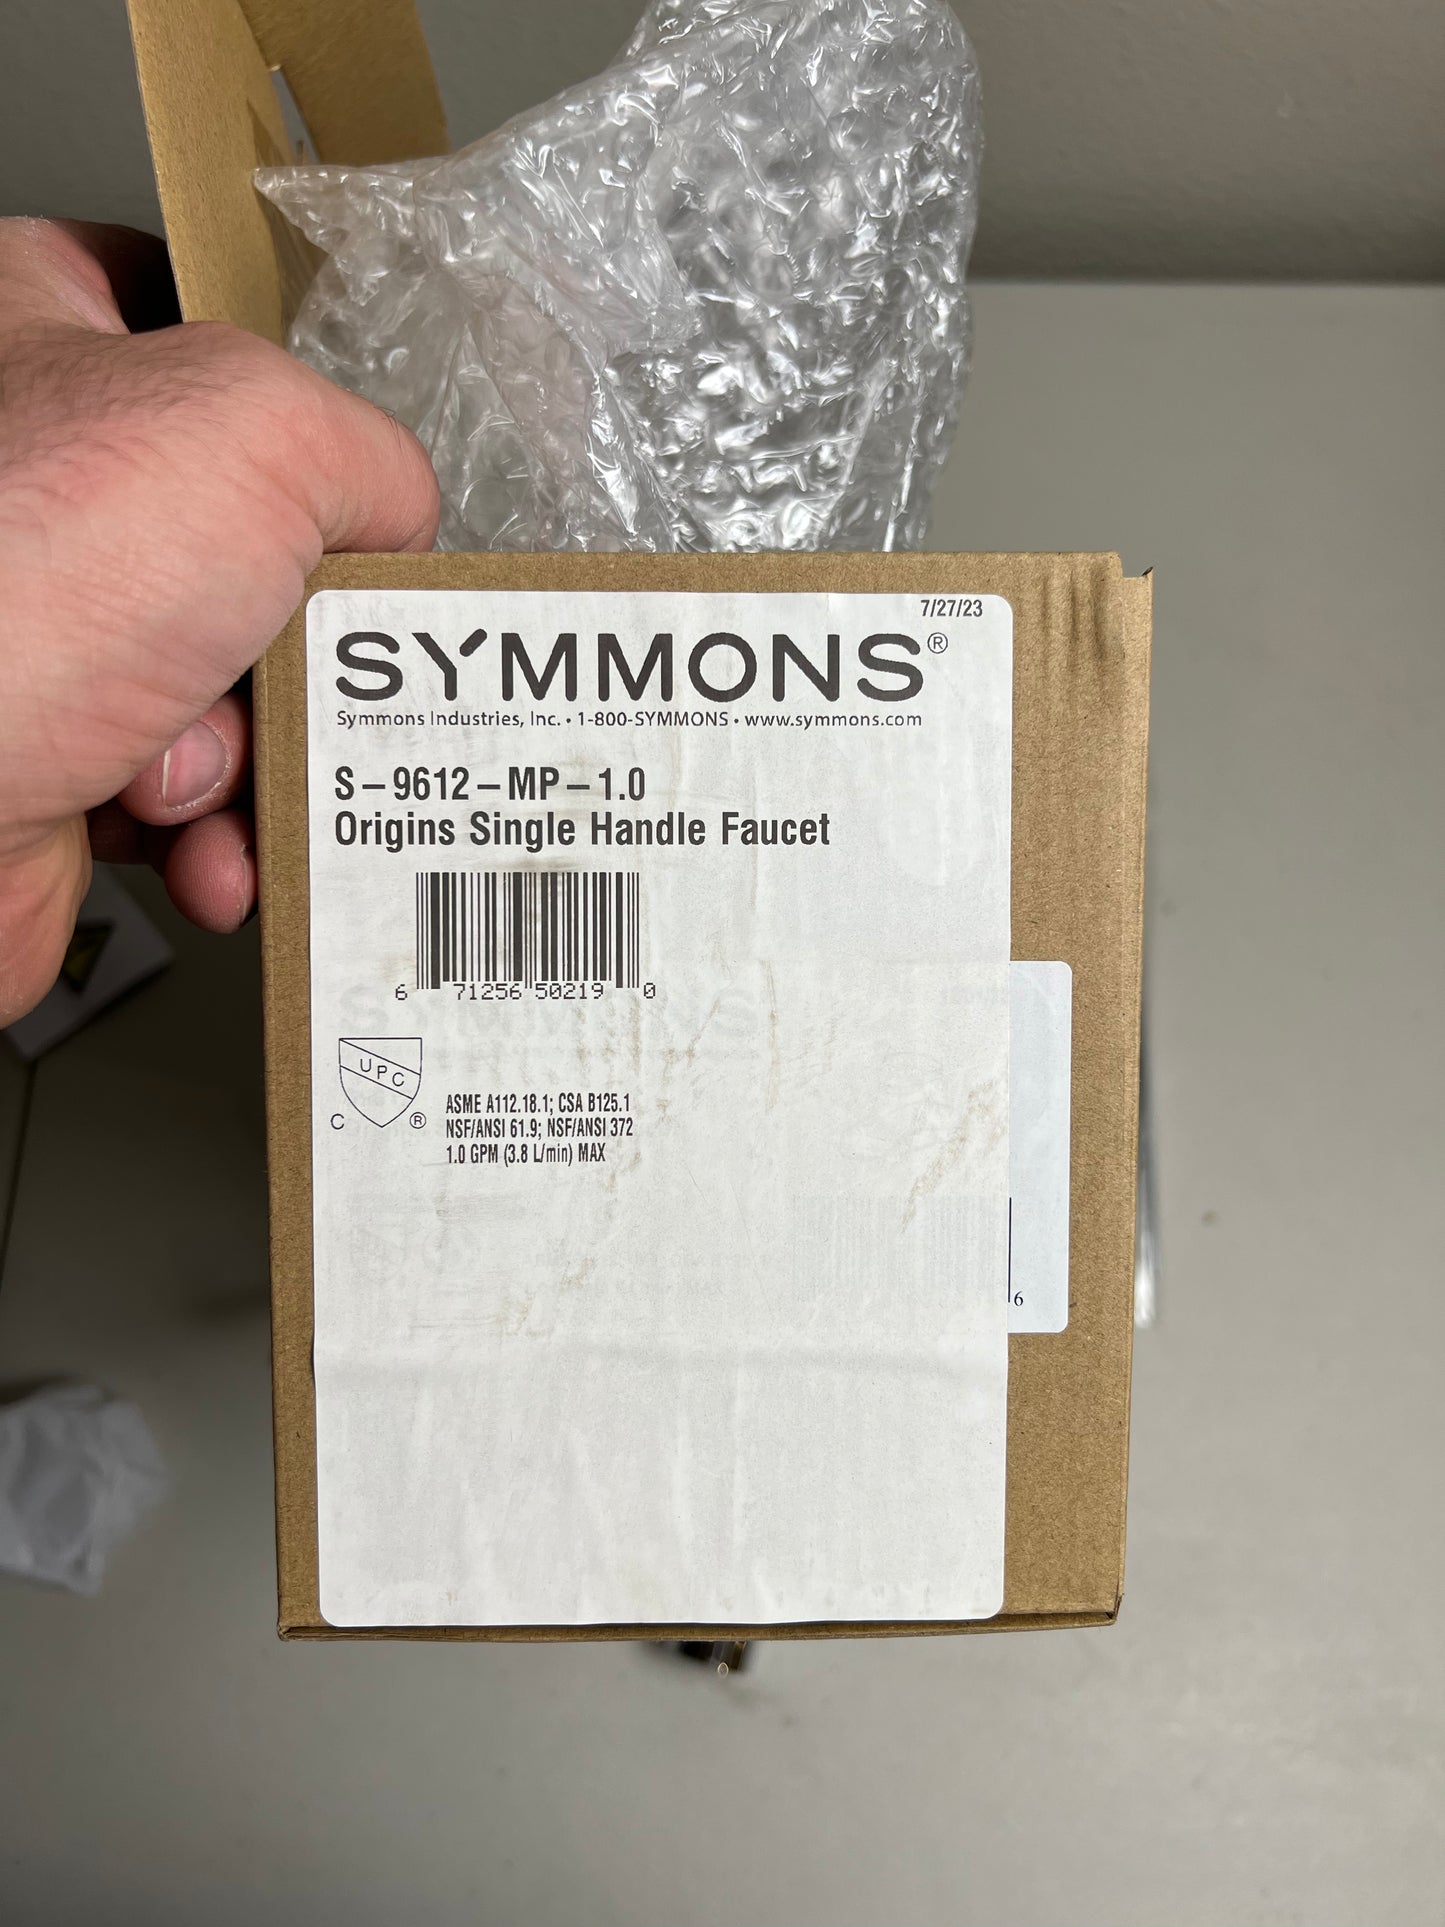 7/27/23
SYMMONS®
Symmons Industries, Inc. • 1-800-SYMMONS • www.symmons.com
S-9612-MP-1.0
Origins Single Handle Faucet
6 71256 50219 0
UPC
C ®
ASME A112.18.1; CSA B125.1
NSF/ANSI 61.9; NSF/ANSI 372
1.0 GPM (3.8 L/min) MAX
6